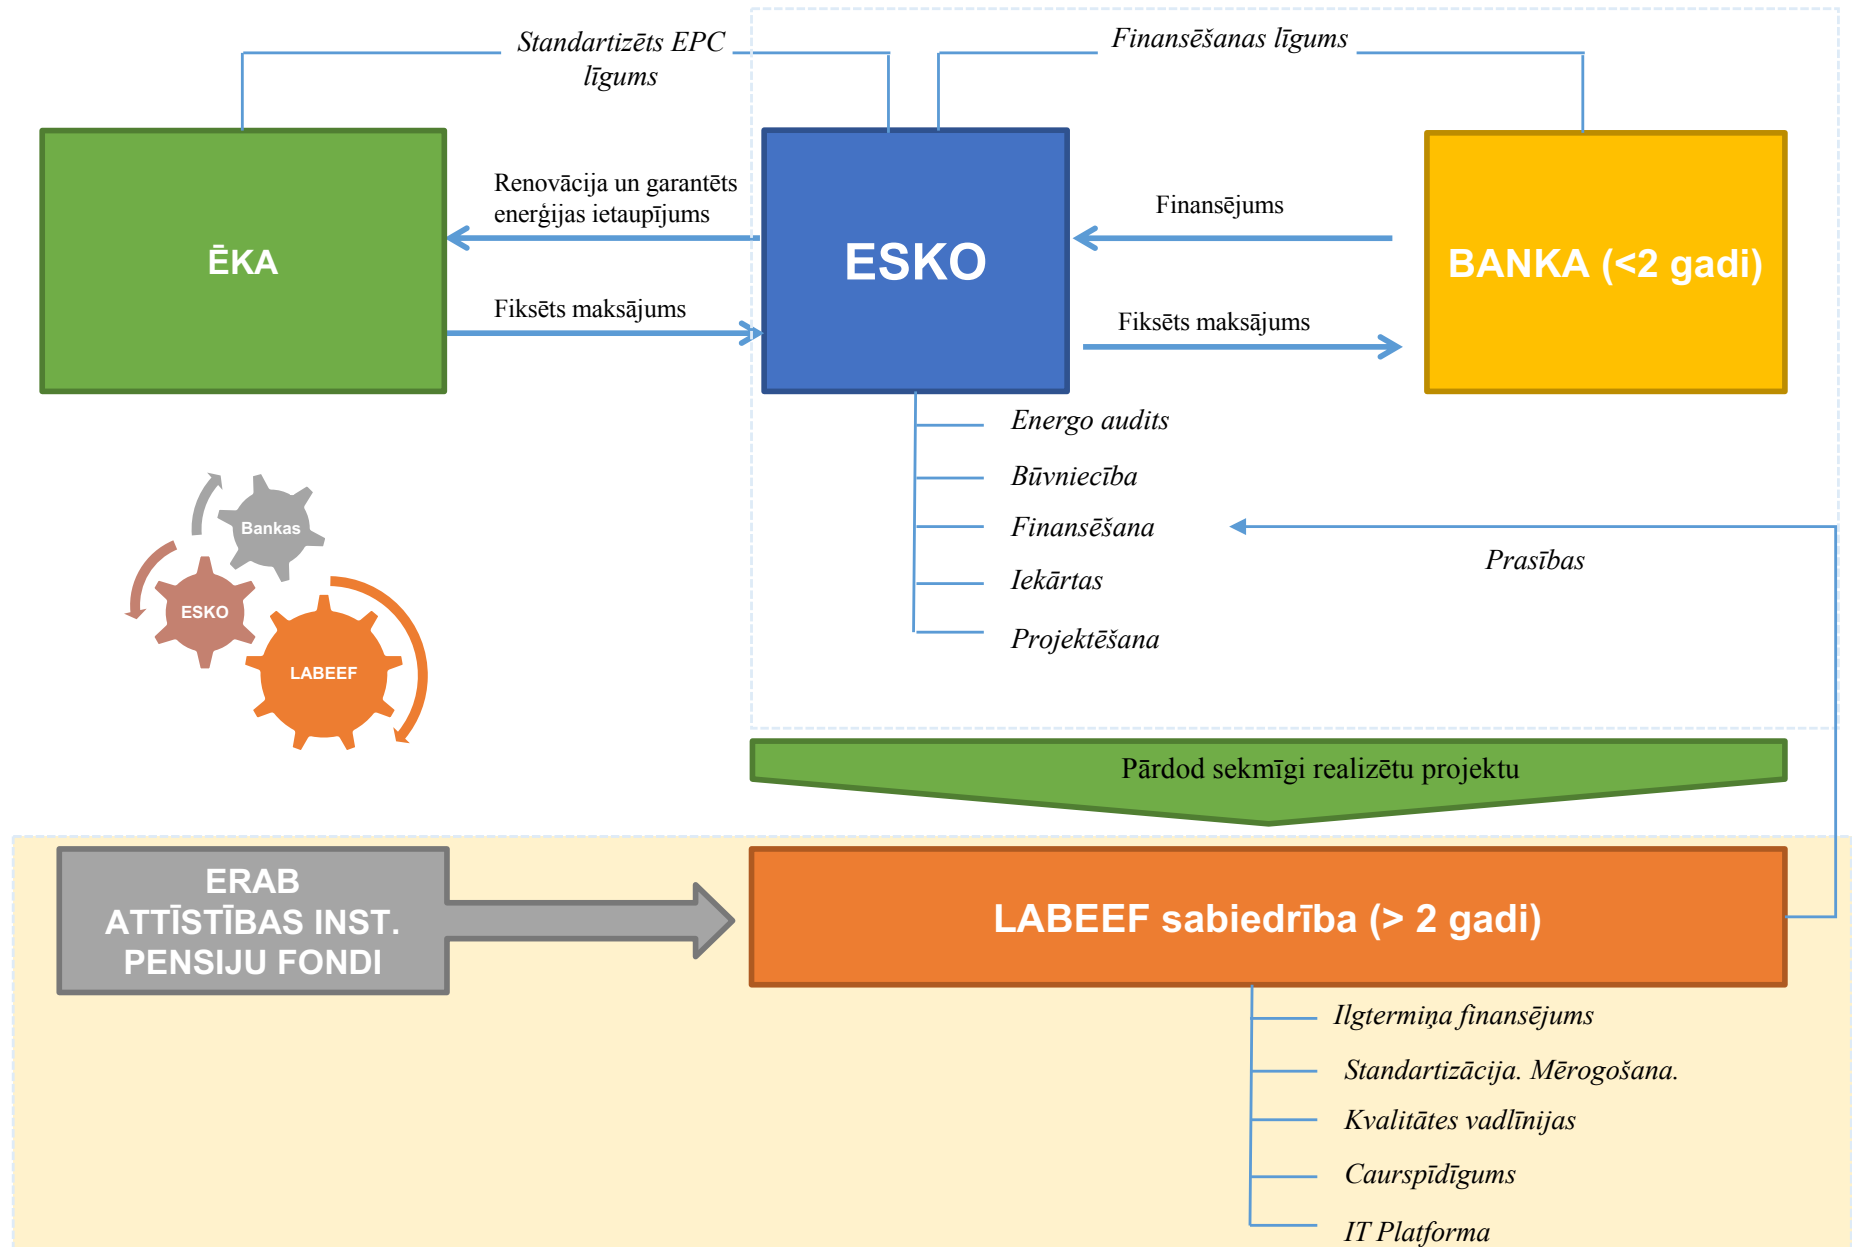 Standartizēts EPC
līgums
Finansēšanas līgums
ĒKA
Renovācija un garantēts
enerģijas ietaupījums
Fiksēts maksājums
ESKO
Finansējums
Fiksēts maksājums
BANKA (<2 gadi)
Energo audits
Būvniecība
Finansēšana
Iekārtas
Projektēšana
Prasības
Bankas
ESKO
LABEEF
Pārdod sekmīgi realizētu projektu
ERAB
ATTĪSTĪBAS INST.
PENSIJU FONDI
LABEEF sabiedrība (> 2 gadi)
Ilgtermiņa finansējums
Standartizācija. Mērogošana.
Kvalitātes vadlīnijas
Caurspīdīgums
IT Platforma